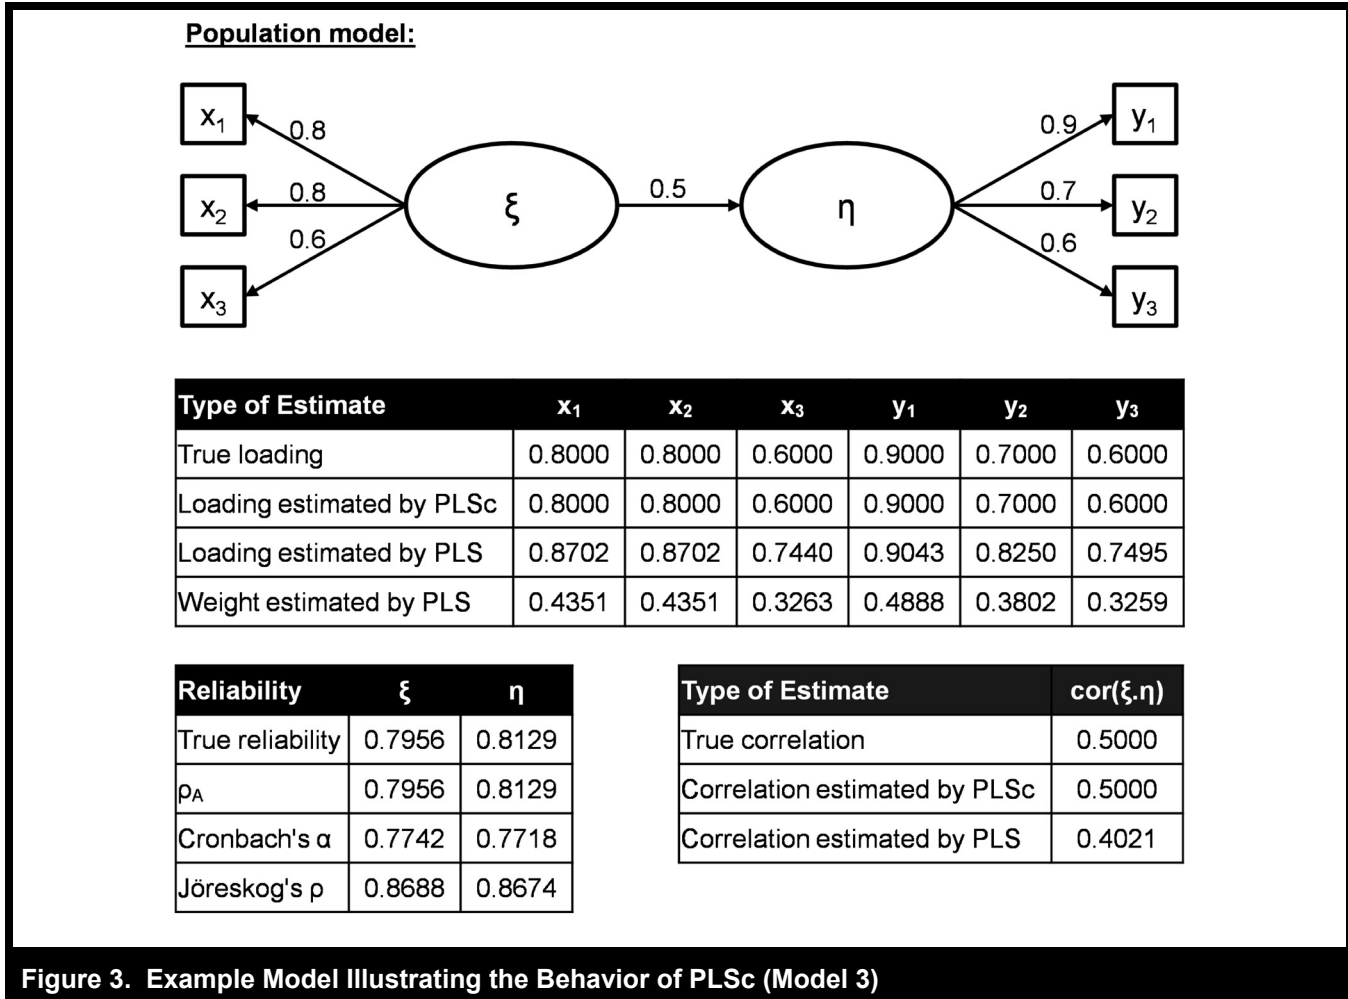 Population model:
x₁ 0.8 0.9 y₁
x₂ 0.8 ξ 0.5 η 0.7 y₂
x₃ 0.6 0.6 y₃
Type of Estimate x₁ x₂ x₃ y₁ y₂ y₃
True loading 0.8000 0.8000 0.6000 0.9000 0.7000 0.6000
Loading estimated by PLSc 0.8000 0.8000 0.6000 0.9000 0.7000 0.6000
Loading estimated by PLS 0.8702 0.8702 0.7440 0.9043 0.8250 0.7495
Weight estimated by PLS 0.4351 0.4351 0.3263 0.4888 0.3802 0.3259
Reliability ξ η
True reliability 0.7956 0.8129
ρA 0.7956 0.8129
Cronbach's α 0.7742 0.7718
Jöreskog's ρ 0.8688 0.8674
Type of Estimate cor(ξ.η)
True correlation 0.5000
Correlation estimated by PLSc 0.5000
Correlation estimated by PLS 0.4021
Figure 3. Example Model Illustrating the Behavior of PLSc (Model 3)